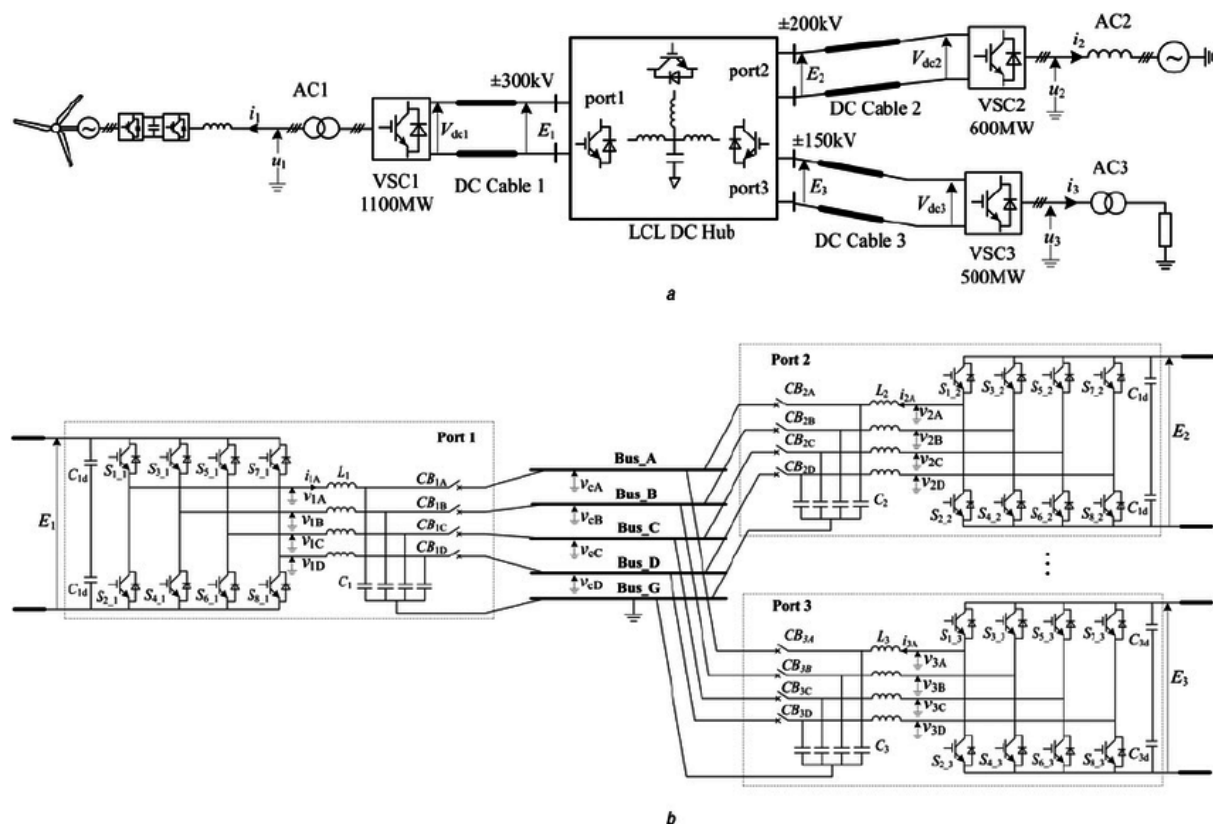 ±200kV
AC2
i2
port2
E2
Vdc2
u2
±300kV
AC1
port1
DC Cable 2
VSC2
600MW
i1
±150kV
Vdc1
E1
u1
AC3
E3
i3
port3
Vdc3
VSC1
DC Cable 1
u3
1100MW
LCL DC Hub
DC Cable 3
VSC3
500MW
a
Port 2
CB2A
L2
i2A
S1_2
S3_2
S5_2
S7_2
C1d
v2A
CB2B
v2B
CB2C
v2C
E2
CB2D
v2D
Port 1
C2
S2_2
S4_2
S6_2
S8_2
C1d
C1d
S1_1
S3_1
S5_1
S7_1
i1A
L1
CB1A
Bus_A
vcA
v1A
E1
CB1B
Bus_B
vcB
v1B
CB1C
Bus_C
vcC
v1C
CB1D
Bus_D
vcD
v1D
C1d
S2_1
S4_1
S6_1
S8_1
C1
Bus_G
Port 3
CB3A
L3
i3A
S1_3
S3_1
S5_3
S7_3
C3d
v3A
CB3B
v3B
CB3C
v3C
E3
CB3D
v3D
C3
S2_3
S4_3
S6_3
S8_3
C3d
b